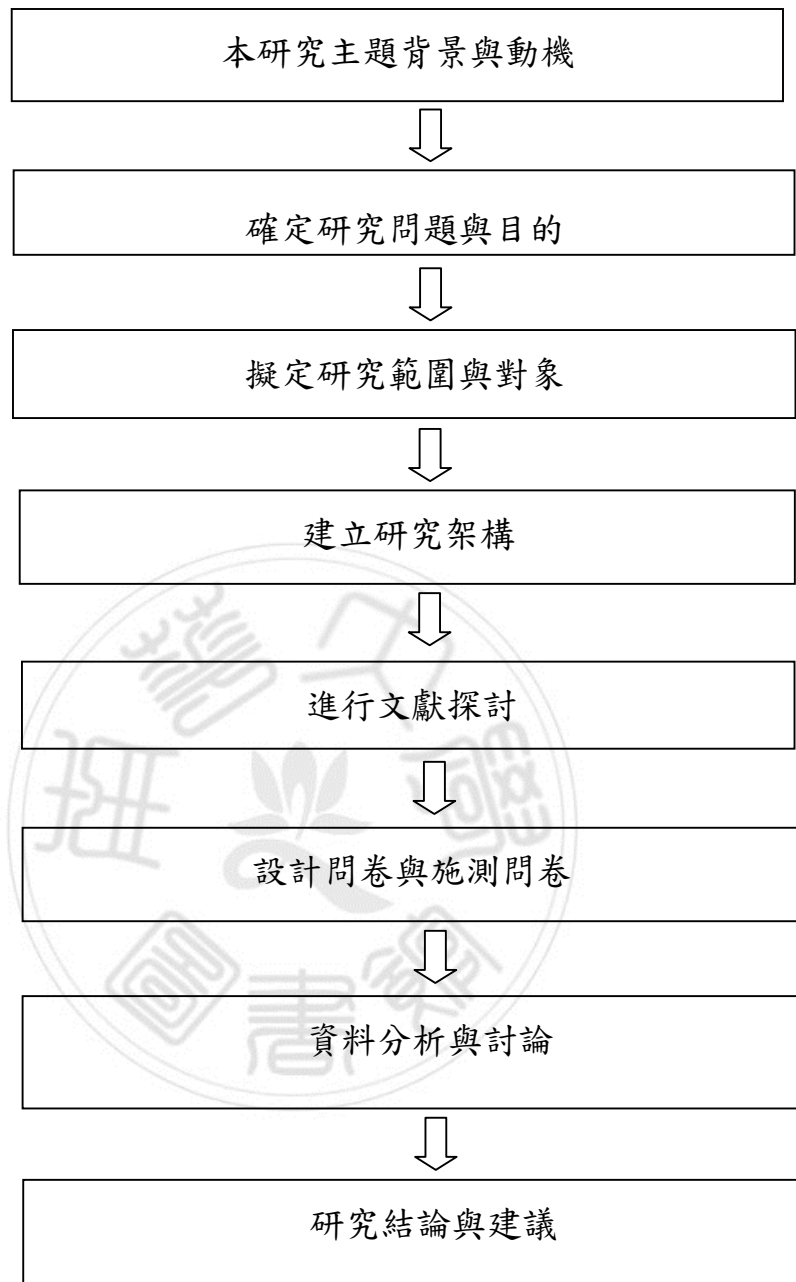 本研究主題背景與動機
確定研究問題與目的
擬定研究範圍與對象
建立研究架構
進行文獻探討
設計問卷與施測問卷
資料分析與討論
研究結論與建議